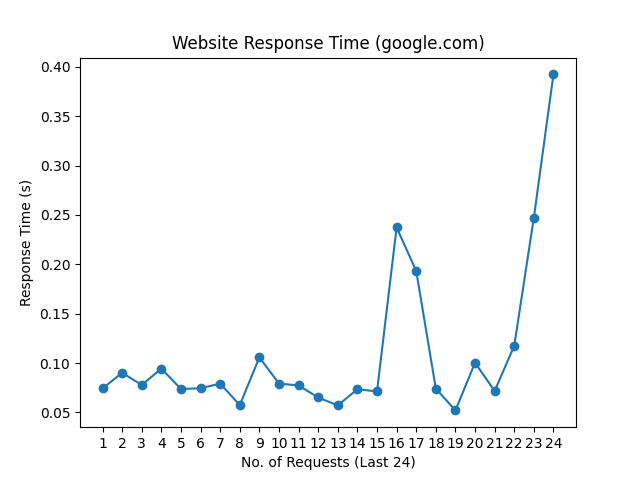 Website Response Time (google.com)
0.40
0.35
0.30
0.25
0.20
0.15
0.10
0.05
Response Time (s)
1 2 3 4 5 6 7 8 9 10 11 12 13 14 15 16 17 18 19 20 21 22 23 24
No. of Requests (Last 24)